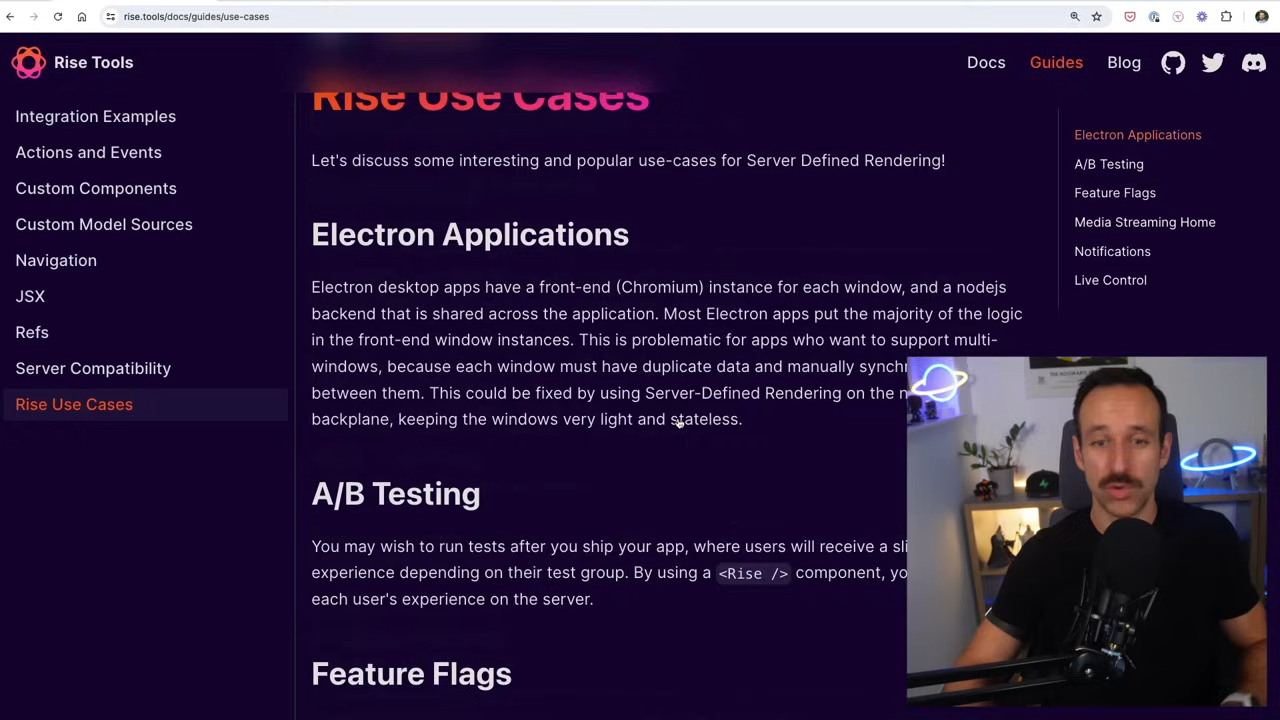 rise.tools/docs/guides/use-cases
Rise Tools
Docs
Guides
Blog
Integration Examples
Actions and Events
Custom Components
Custom Model Sources
Navigation
JSX
Refs
Server Compatibility
Rise Use Cases
Rise Use Cases
Let's discuss some interesting and popular use-cases for Server Defined Rendering!
Electron Applications
Electron desktop apps have a front-end (Chromium) instance for each window, and a nodejs
backend that is shared across the application. Most Electron apps put the majority of the logic
in the front-end window instances. This is problematic for apps who want to support multi-
windows, because each window must have duplicate data and manually synchr
between them. This could be fixed by using Server-Defined Rendering on the n
backplane, keeping the windows very light and stateless.
A/B Testing
You may wish to run tests after you ship your app, where users will receive a sli
experience depending on their test group. By using a <Rise /> component, yo
each user's experience on the server.
Feature Flags
Electron Applications
A/B Testing
Feature Flags
Media Streaming Home
Notifications
Live Control